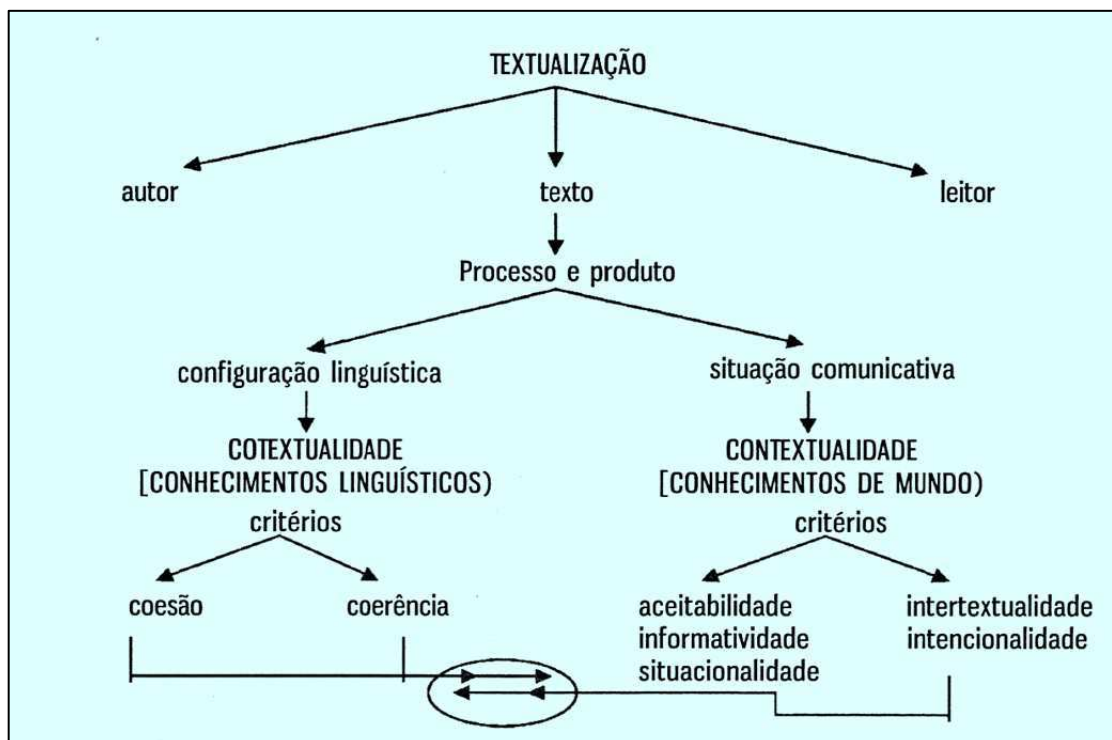 TEXTUALIZAÇÃO
autor
texto
leitor
Processo e produto
configuração linguística
situação comunicativa
COTEXTUALIDADE
[CONHECIMENTOS LINGUÍSTICOS)
CONTEXTUALIDADE
[CONHECIMENTOS DE MUNDO)
critérios
critérios
coesão
coerência
aceitabilidade
informatividade
situacionalidade
intertextualidade
intencionalidade